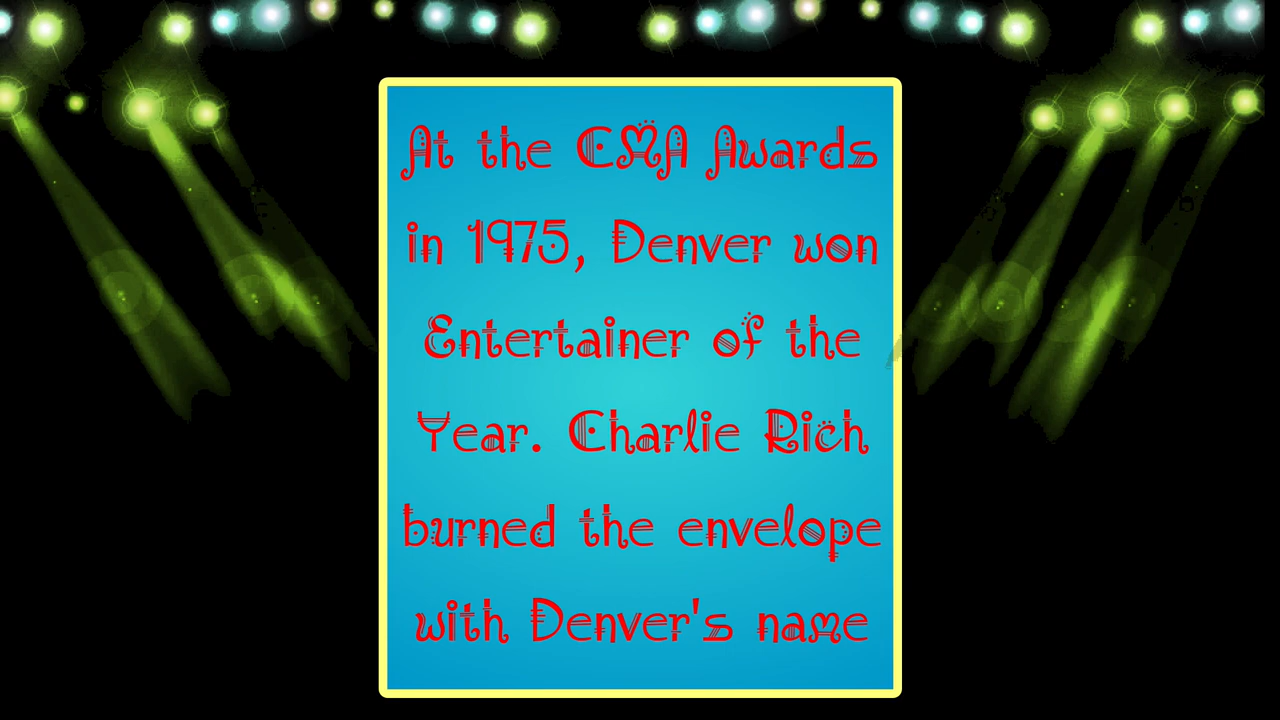 At the CMA Awards
in 1975, Denver won
Entertainer of the
Year. Charlie Rich
burned the envelope
with Denver's name